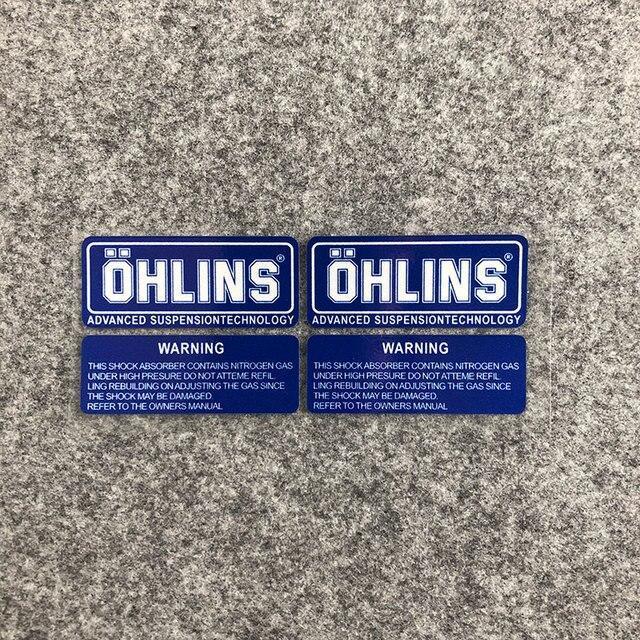 ÖHLINS®
ADVANCED SUSPENSIONTECHNOLOGY
WARNING
THIS SHOCK ABSORBER CONTAINS NITROGEN GAS
UNDER HIGH PRESURE DO NOT ATTEME REFIL
LING REBUILDING ON ADJUSTING THE GAS SINCE
THE SHOCK MAY BE DAMAGED.
REFER TO THE OWNERS MANUAL
ÖHLINS®
ADVANCED SUSPENSIONTECHNOLOGY
WARNING
THIS SHOCK ABSORBER CONTAINS NITROGEN GAS
UNDER HIGH PRESURE DO NOT ATTEME REFIL
LING REBUILDING ON ADJUSTING THE GAS SINCE
THE SHOCK MAY BE DAMAGED.
REFER TO THE OWNERS MANUAL